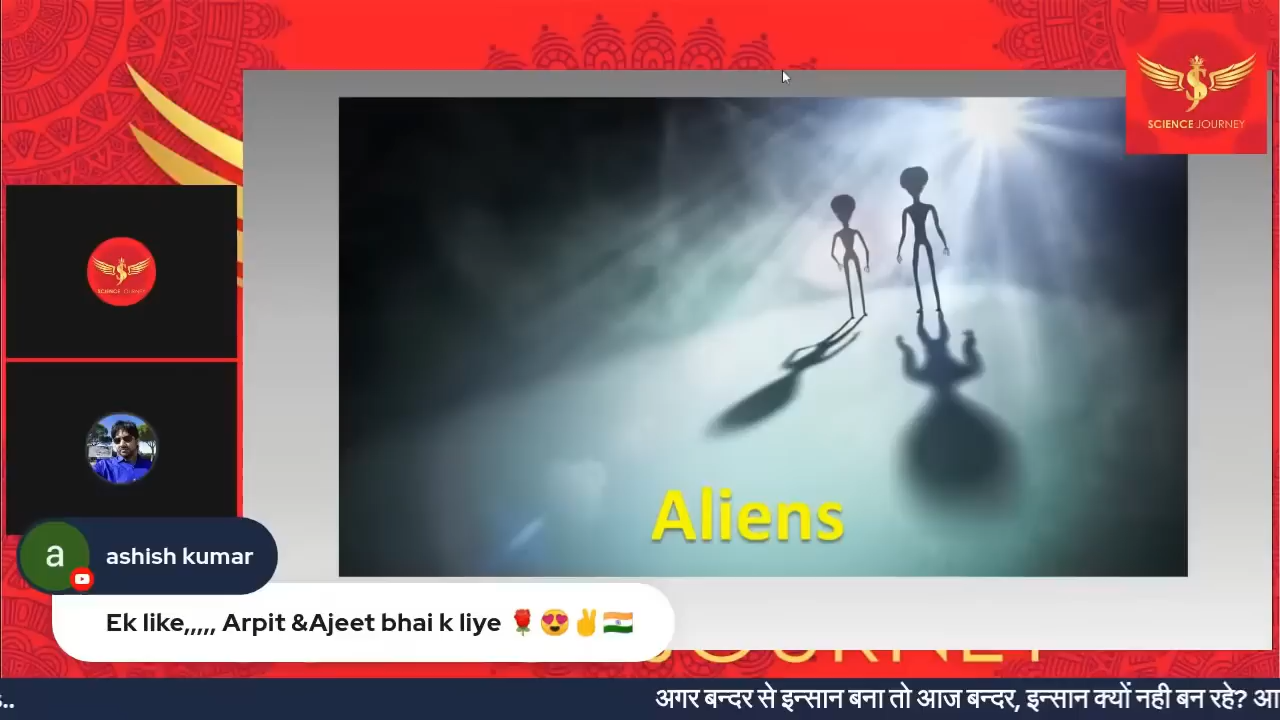 SCIENCE JOURNEY
SCIENCE JOURNEY
Aliens
a
ashish kumar
Ek like,,,,, Arpit &Ajeet bhai k liye 🌹😍✌️🇮🇳
JOURNEY
s..
अगर बन्दर से इन्सान बना तो आज बन्दर, इन्सान क्यों नही बन रहे? आ